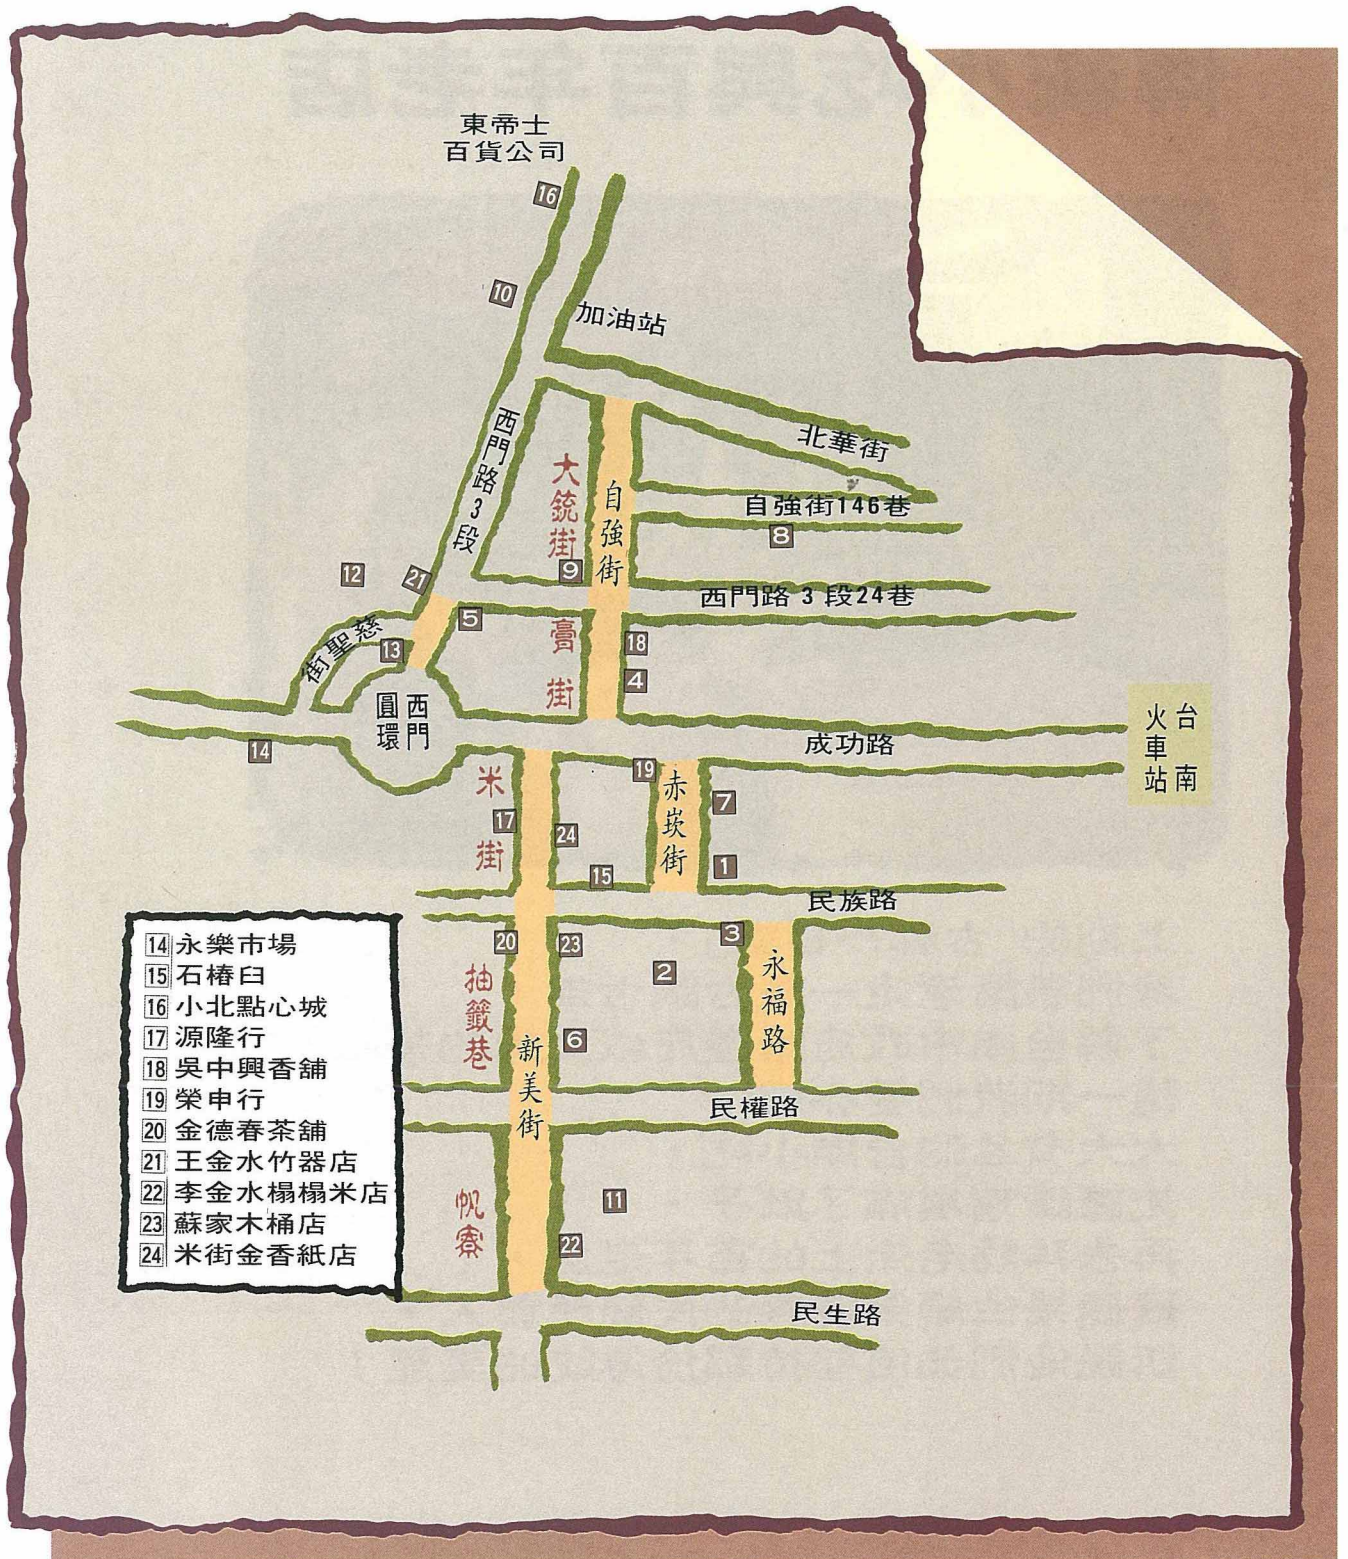 東帝士
百貨公司
16
10
加油站
西門路3段
大銃街
自強街
北華街
自強街146巷
8
9
12
21
西門路3段24巷
5
膏街
18
4
街聖慈
13
西門
圓環
14
成功路
台南
火車站
米街
17
24
15
19
赤崁街
7
1
民族路
20
23
3
2
永福路
抽籤巷
6
新美街
民權路
帆寮
11
22
民生路
14 永樂市場
15 石椿臼
16 小北點心城
17 源隆行
18 吳中興香舖
19 榮申行
20 金德春茶舖
21 王金水竹器店
22 李金水榻榻米店
23 蘇家木桶店
24 米街金香紙店